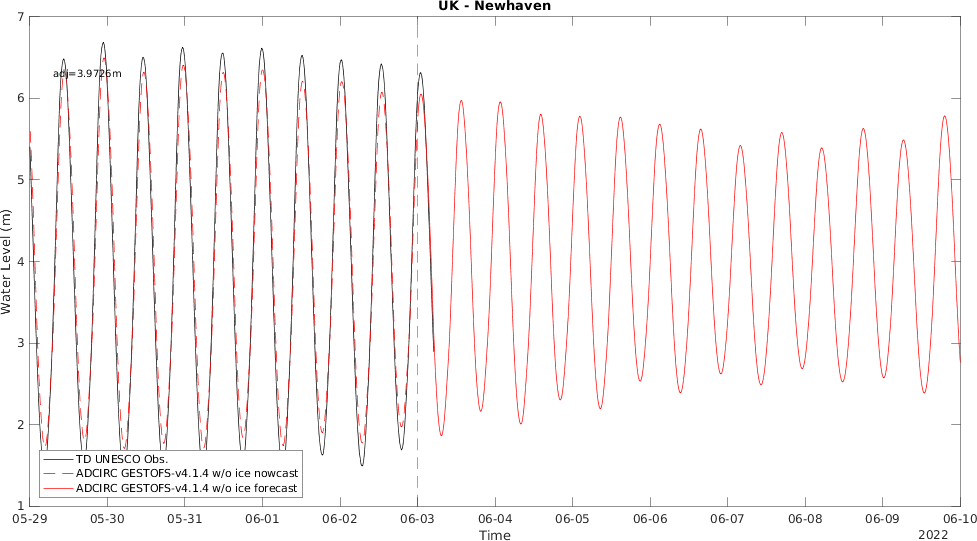 UK - Newhaven
7
adj=3.9726m
6
5
4
3
2
1
Water Level (m)
TD UNESCO Obs.
ADCIRC GESTOFS-v4.1.4 w/o ice nowcast
ADCIRC GESTOFS-v4.1.4 w/o ice forecast
05-29 05-30 05-31 06-01 06-02 06-03 06-04 06-05 06-06 06-07 06-08 06-09 06-10
Time
2022